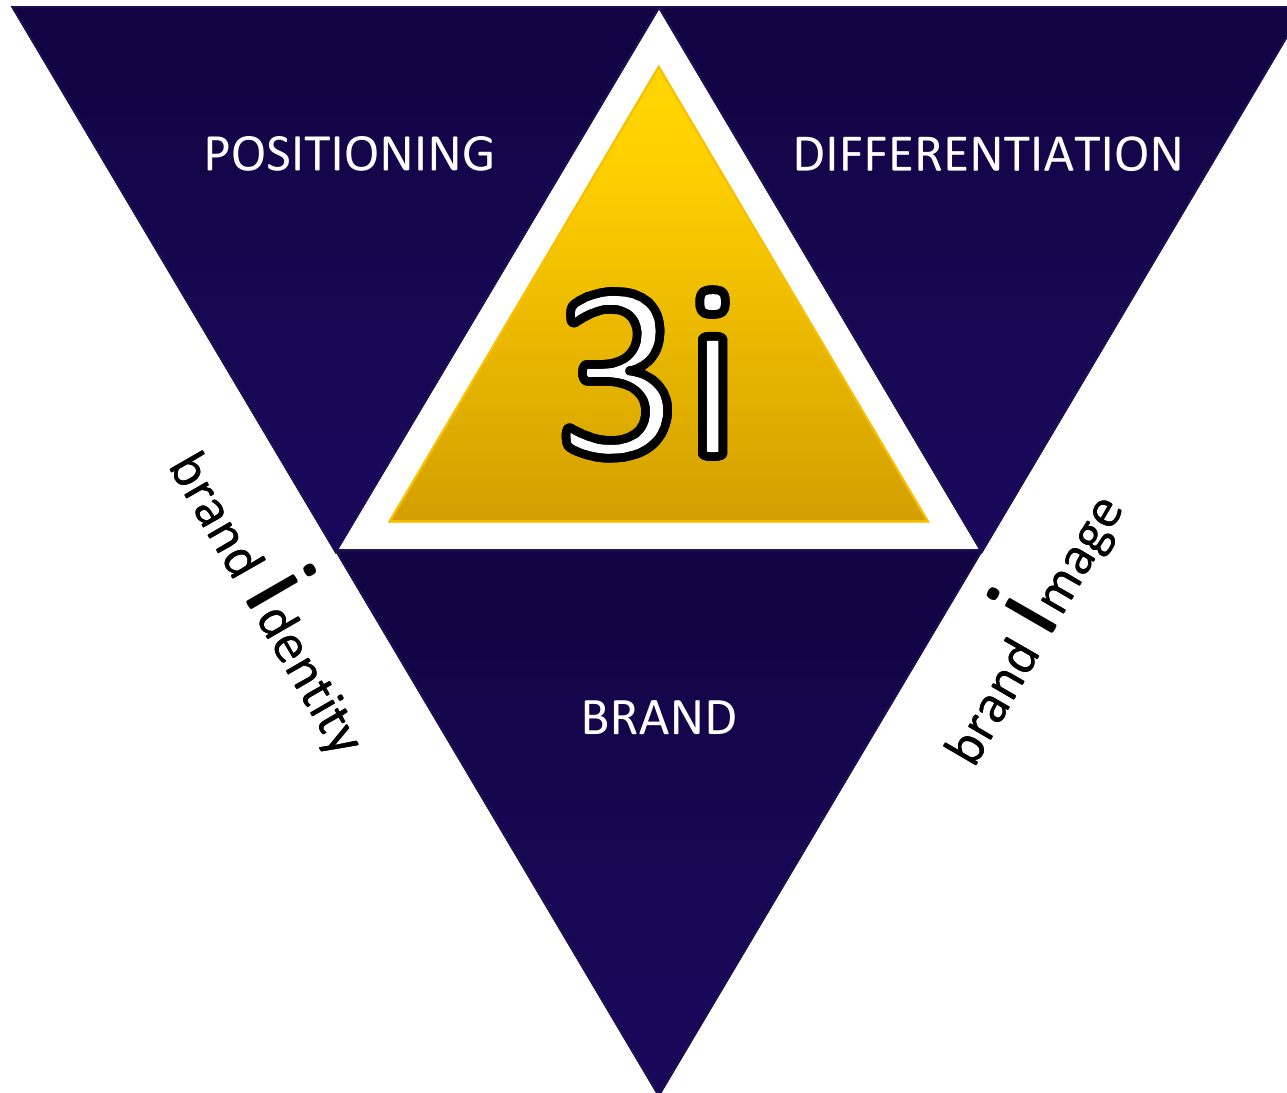 POSITIONING
DIFFERENTIATION
3i
brand identity
brand image
BRAND